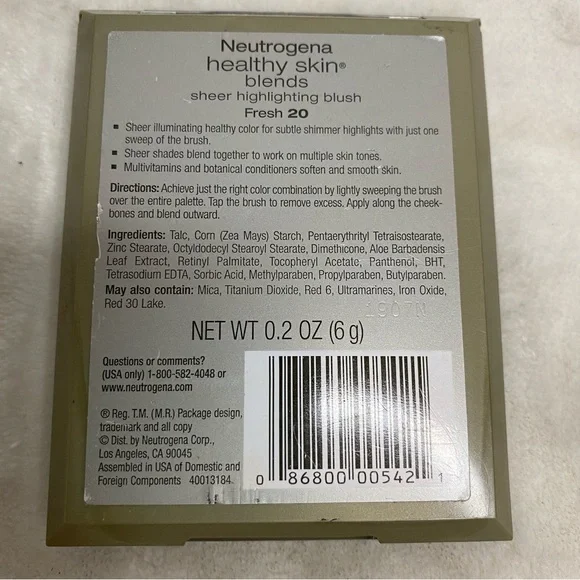 Neutrogena
healthy skin®
blends
sheer highlighting blush
Fresh 20
▪ Sheer illuminating healthy color for subtle shimmer highlights with just one
sweep of the brush.
▪ Sheer shades blend together to work on multiple skin tones.
▪ Multivitamins and botanical conditioners soften and smooth skin.
Directions: Achieve just the right color combination by lightly sweeping the brush
over the entire palette. Tap the brush to remove excess. Apply along the cheek-
bones and blend outward.
Ingredients: Talc, Corn (Zea Mays) Starch, Pentaerythrityl Tetraisostearate,
Zinc Stearate, Octyldodecyl Stearoyl Stearate, Dimethicone, Aloe Barbadensis
Leaf Extract, Retinyl Palmitate, Tocopheryl Acetate, Panthenol, BHT,
Tetrasodium EDTA, Sorbic Acid, Methylparaben, Propylparaben, Butylparaben.
May also contain: Mica, Titanium Dioxide, Red 6, Ultramarines, Iron Oxide,
Red 30 Lake.
1907N
NET WT 0.2 OZ (6 g)
Questions or comments?
(USA only) 1-800-582-4048 or
www.neutrogena.com
® Reg. T.M. (M.R.) Package design,
trademark and all copy
© Dist. by Neutrogena Corp.,
Los Angeles, CA 90045
Assembled in USA of Domestic and
Foreign Components 40013184
0 86800 00542 1